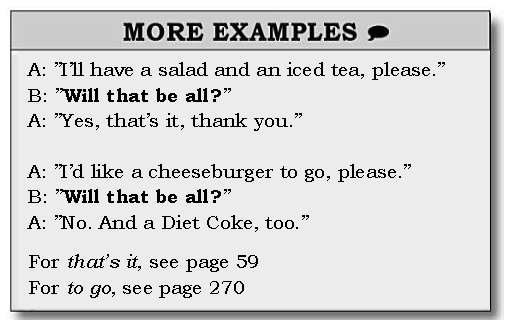 MORE EXAMPLES
A: ”I’ll have a salad and an iced tea, please.”
B: ”Will that be all?”
A: ”Yes, that’s it, thank you.”
A: ”I’d like a cheeseburger to go, please.”
B: ”Will that be all?”
A: ”No. And a Diet Coke, too.”
For that’s it, see page 59
For to go, see page 270